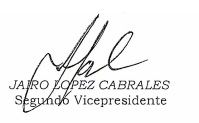 JAIRO LOPEZ CABRALES
Segundo Vicepresidente